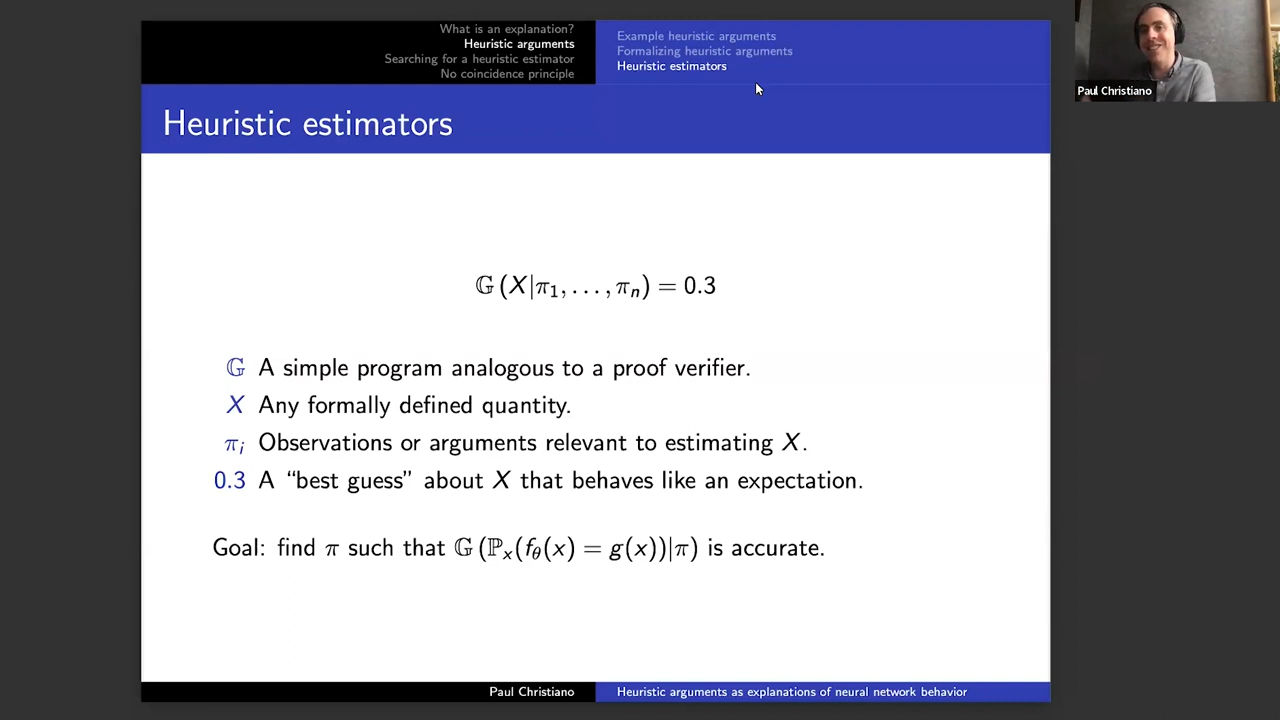 What is an explanation?
Heuristic arguments
Searching for a heuristic estimator
No coincidence principle
Example heuristic arguments
Formalizing heuristic arguments
Heuristic estimators
Paul Christiano
Heuristic estimators
𝔾 (X|π₁, . . . , πₙ) = 0.3
𝔾 A simple program analogous to a proof verifier.
X Any formally defined quantity.
πᵢ Observations or arguments relevant to estimating X.
0.3 A “best guess” about X that behaves like an expectation.
Goal: find π such that 𝔾 (ℙₓ(f_θ(x) = g(x))|π) is accurate.
Paul Christiano
Heuristic arguments as explanations of neural network behavior